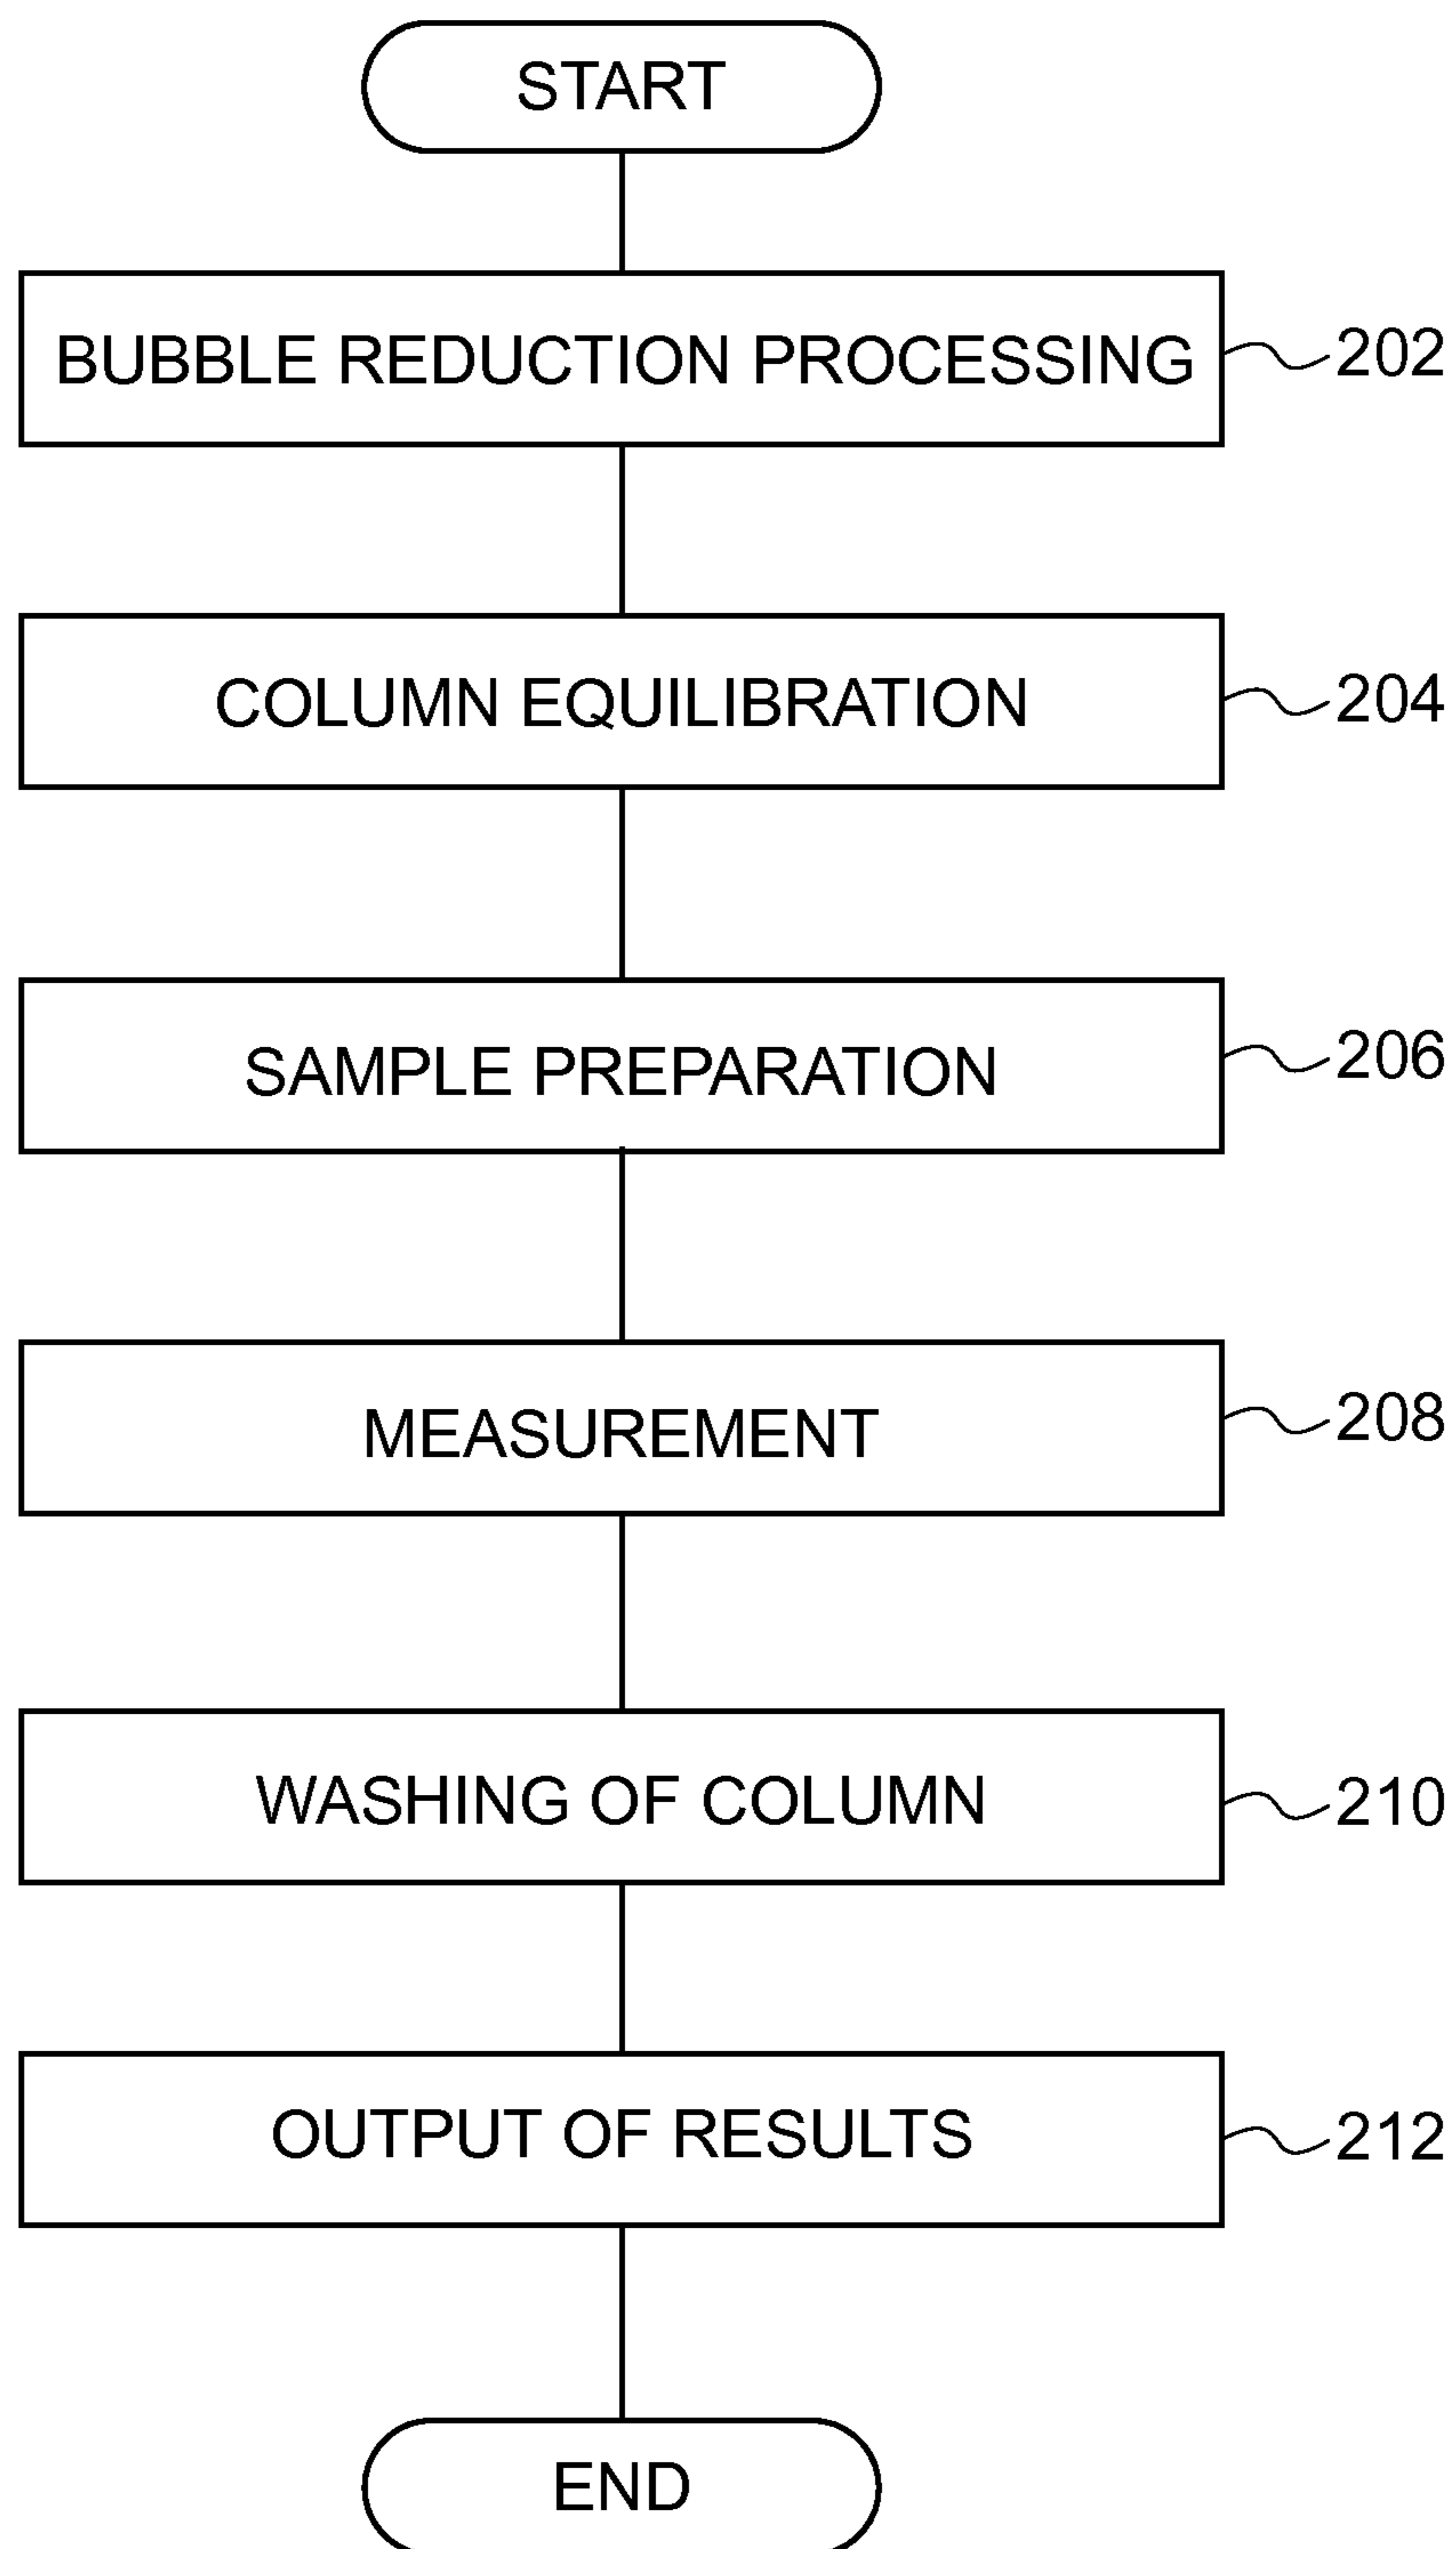 START
BUBBLE REDUCTION PROCESSING 202
COLUMN EQUILIBRATION 204
SAMPLE PREPARATION 206
MEASUREMENT 208
WASHING OF COLUMN 210
OUTPUT OF RESULTS 212
END